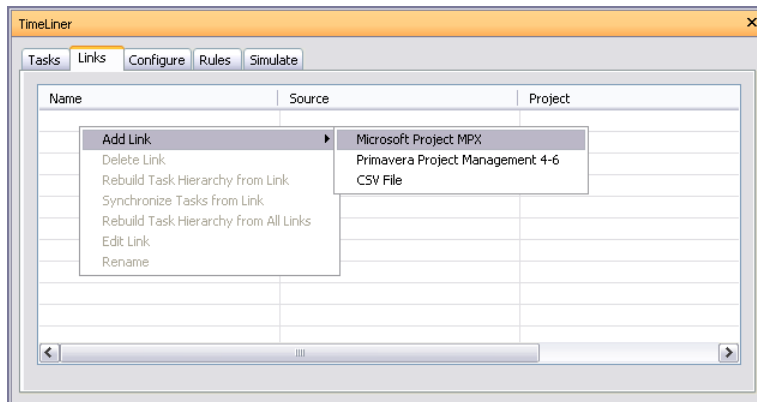 TimeLiner
Tasks Links Configure Rules Simulate
Name Source Project
Add Link Microsoft Project MPX
Delete Link Primavera Project Management 4-6
Rebuild Task Hierarchy from Link CSV File
Synchronize Tasks from Link
Rebuild Task Hierarchy from All Links
Edit Link
Rename